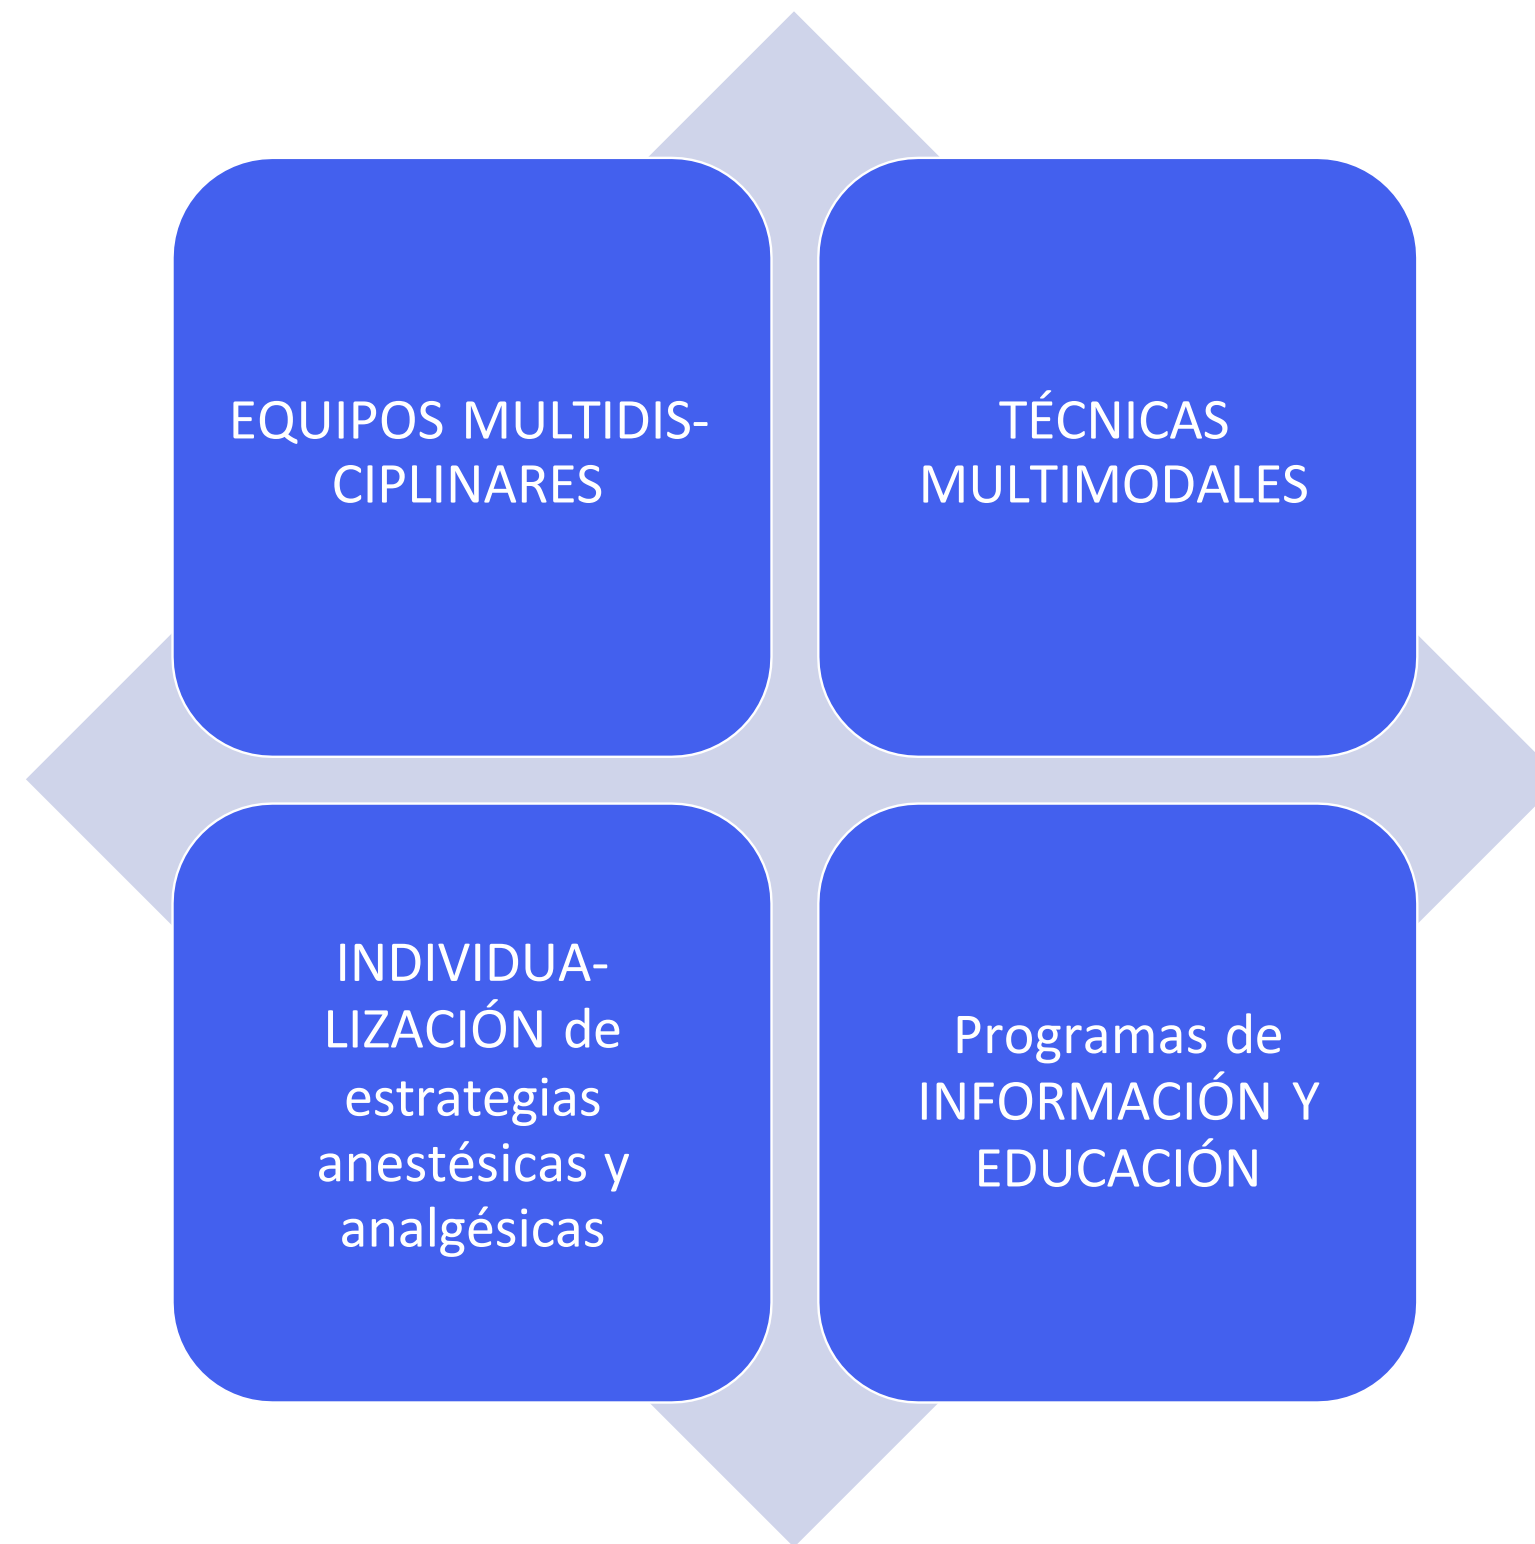 EQUIPOS MULTIDIS-
CIPLINARES
TÉCNICAS
MULTIMODALES
INDIVIDUA-
LIZACIÓN de
estrategias
anestésicas y
analgésicas
Programas de
INFORMACIÓN Y
EDUCACIÓN